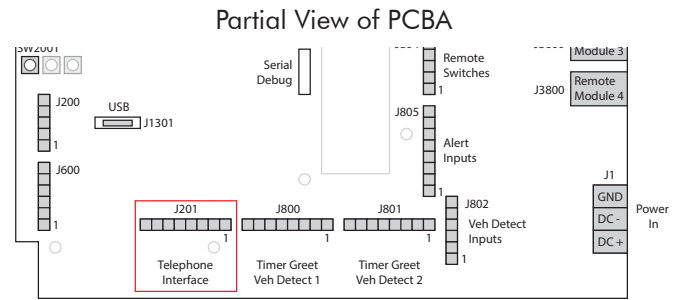 Partial View of PCBA
SW2001
Serial
Debug
Remote
Switches
1
Module 3
Remote
Module 4
J3800
J200
1
USB
J1301
J805
Alert
Inputs
1
J600
1
J201
1
Telephone
Interface
J800
1
Timer Greet
Veh Detect 1
J801
1
Timer Greet
Veh Detect 2
J802
Veh Detect
Inputs
1
J1
GND
DC -
DC +
Power
In